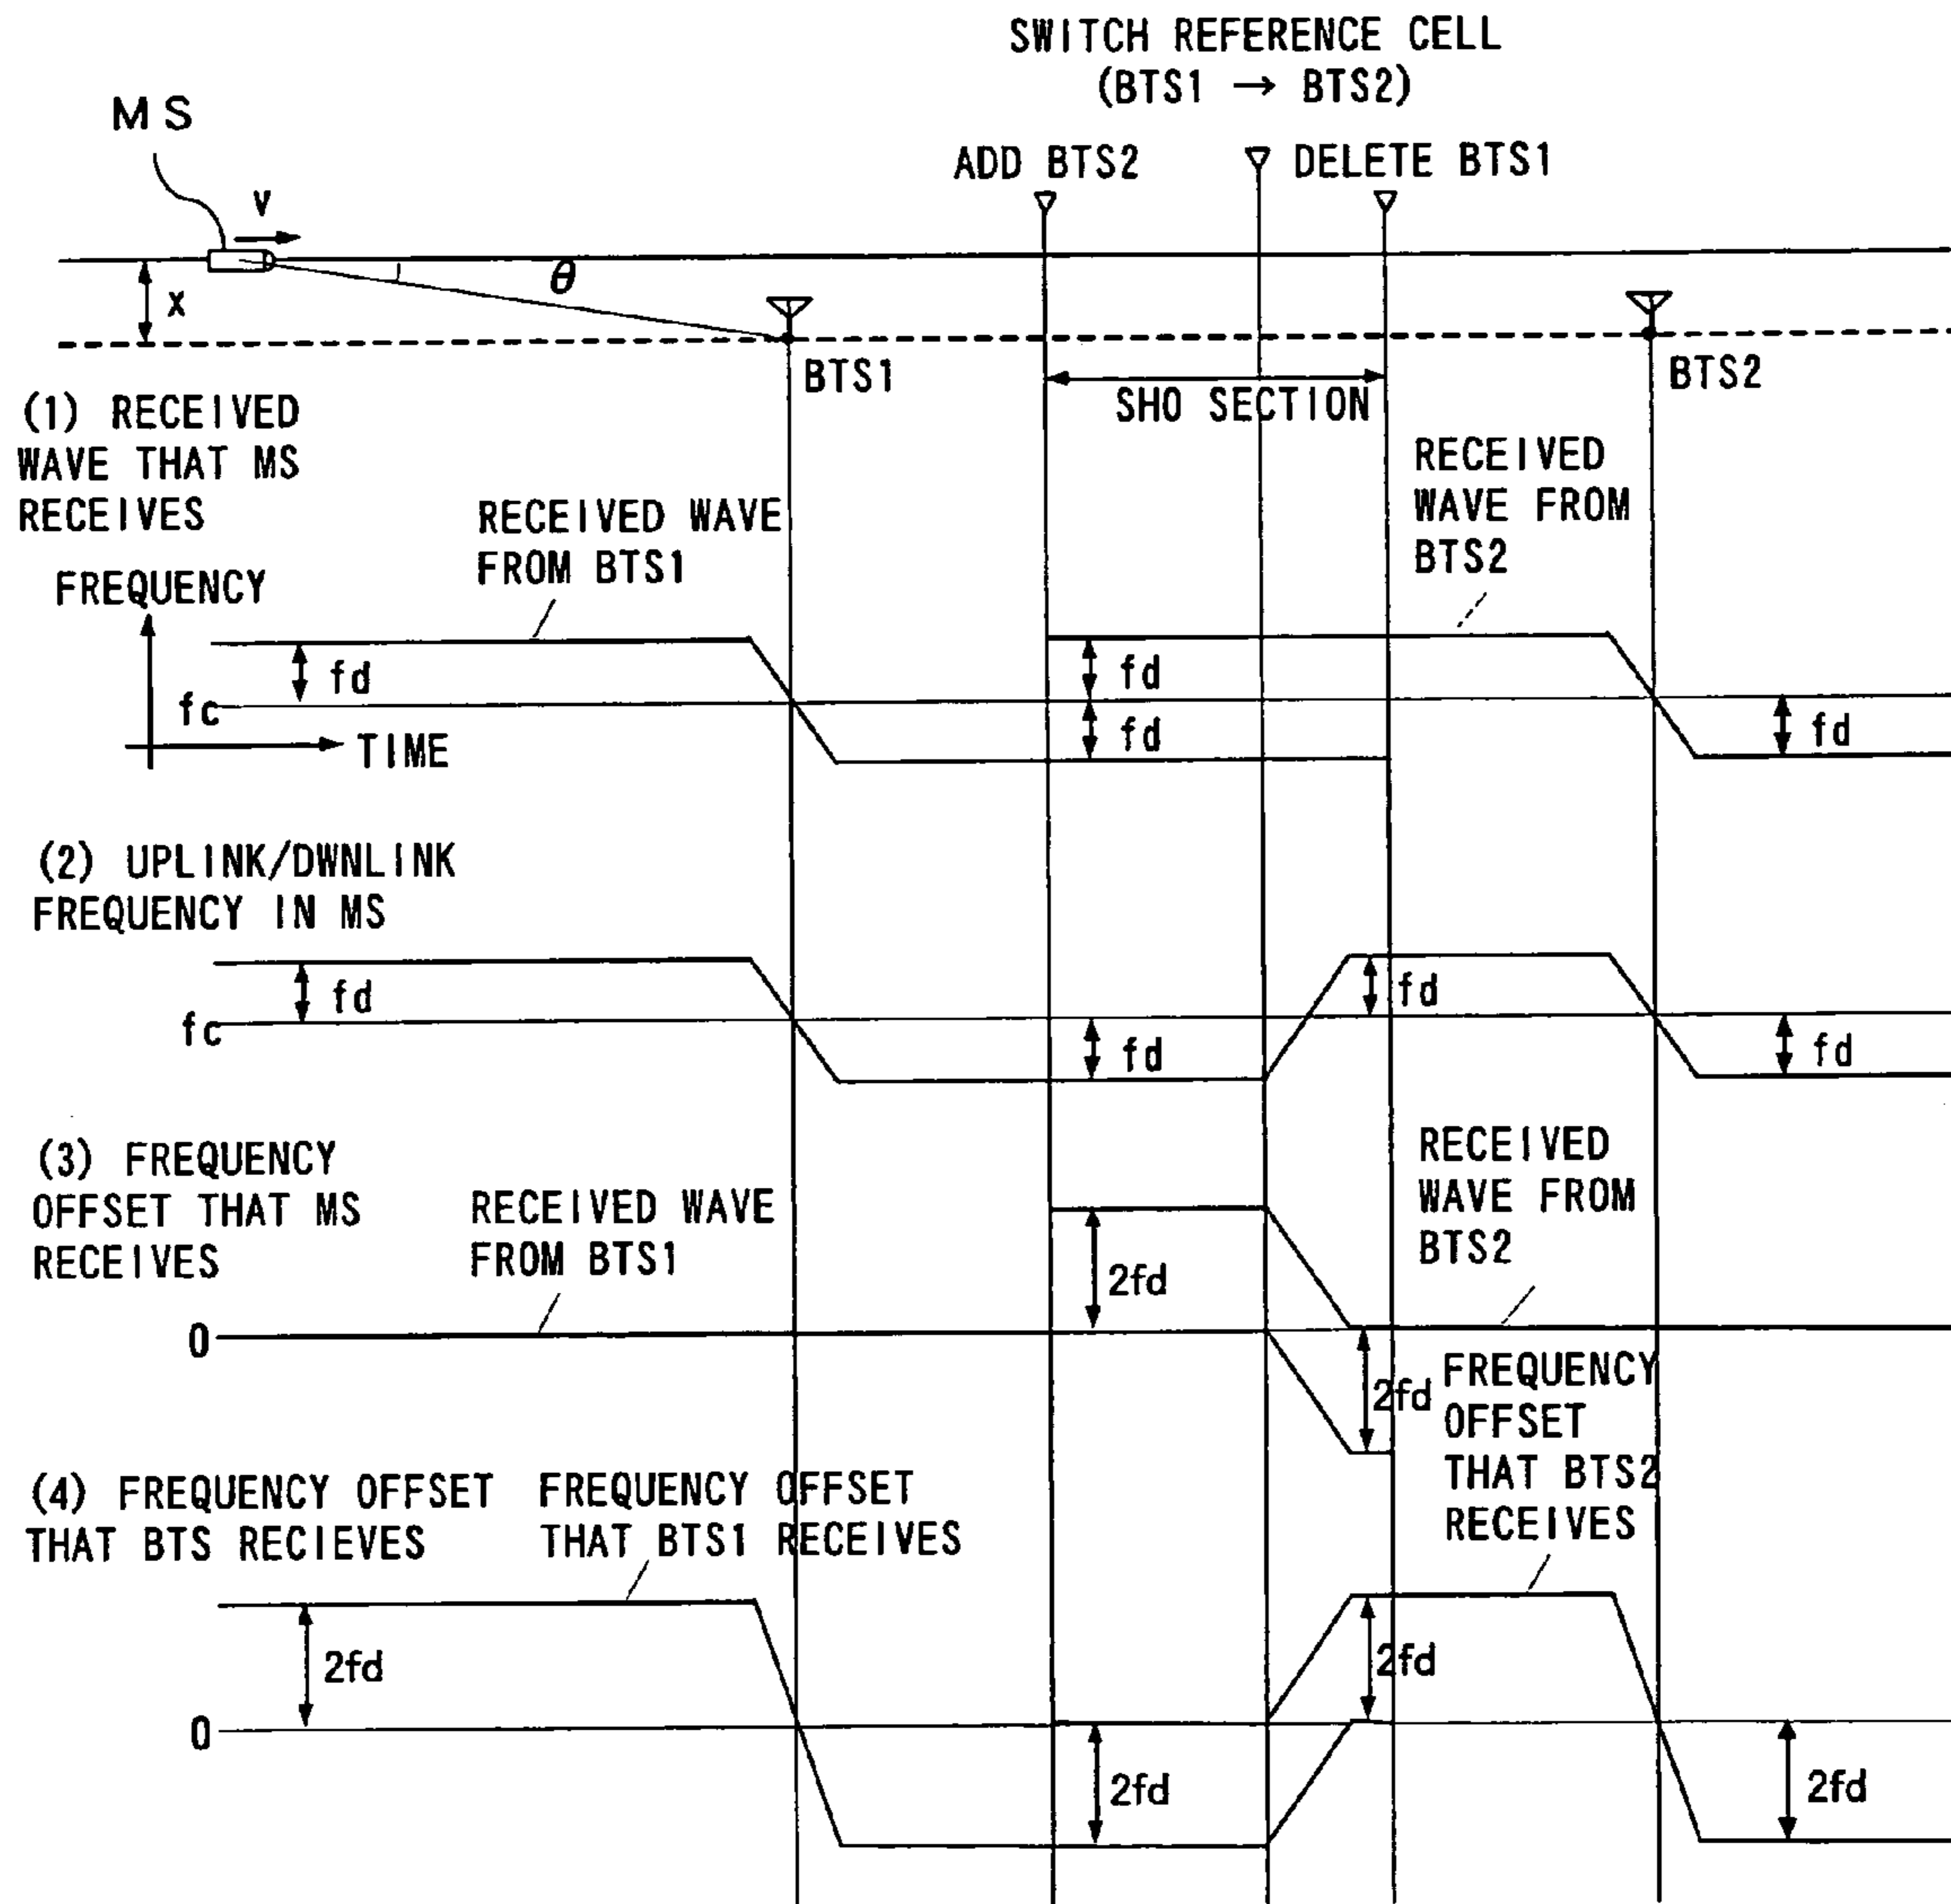 SWITCH REFERENCE CELL
(BTS1 → BTS2)
MS
ADD BTS2
DELETE BTS1
V
θ
X
BTS1
BTS2
SHO SECTION
(1) RECEIVED
WAVE THAT MS
RECEIVES
RECEIVED WAVE
FROM BTS1
RECEIVED
WAVE FROM
BTS2
FREQUENCY
fd
fd
fc
fd
fd
TIME
(2) UPLINK/DWNLINK
FREQUENCY IN MS
fd
fd
fc
fd
fd
(3) FREQUENCY
OFFSET THAT MS
RECEIVES
RECEIVED WAVE
FROM BTS1
RECEIVED
WAVE FROM
BTS2
2fd
0
2fd
FREQUENCY
OFFSET
THAT BTS2
RECEIVES
(4) FREQUENCY OFFSET
THAT BTS RECIEVES
FREQUENCY OFFSET
THAT BTS1 RECEIVES
2fd
2fd
0
2fd
2fd